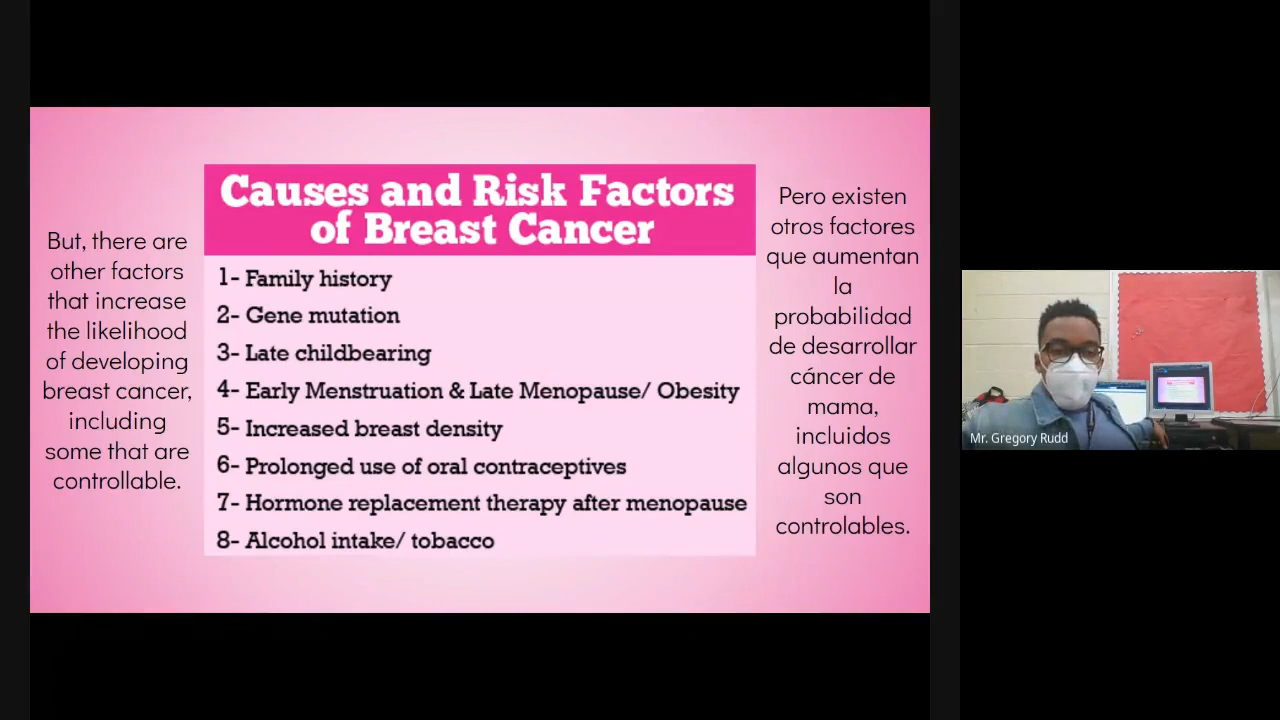 But, there are
other factors
that increase
the likelihood
of developing
breast cancer,
including
some that are
controllable.
Causes and Risk Factors
of Breast Cancer
1- Family history
2- Gene mutation
3- Late childbearing
4- Early Menstruation & Late Menopause/ Obesity
5- Increased breast density
6- Prolonged use of oral contraceptives
7- Hormone replacement therapy after menopause
8- Alcohol intake/ tobacco
Pero existen
otros factores
que aumentan
la
probabilidad
de desarrollar
cáncer de
mama,
incluidos
algunos que
son
controlables.
Mr. Gregory Rudd